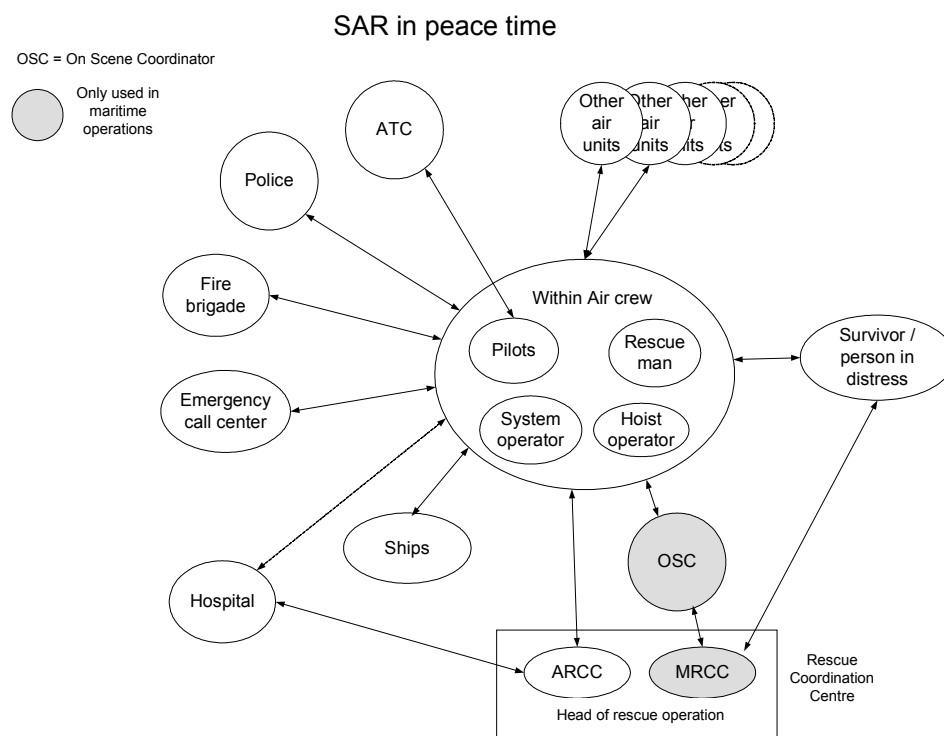 SAR in peace time
OSC = On Scene Coordinator
Only used in
maritime
operations
ATC
Other
air
units
Other
air
units
Police
Fire
brigade
Within Air crew
Pilots
Rescue
man
System
operator
Hoist operator
Survivor /
person in
distress
Emergency
call center
Ships
OSC
Hospital
ARCC
MRCC
Head of rescue operation
Rescue
Coordination
Centre